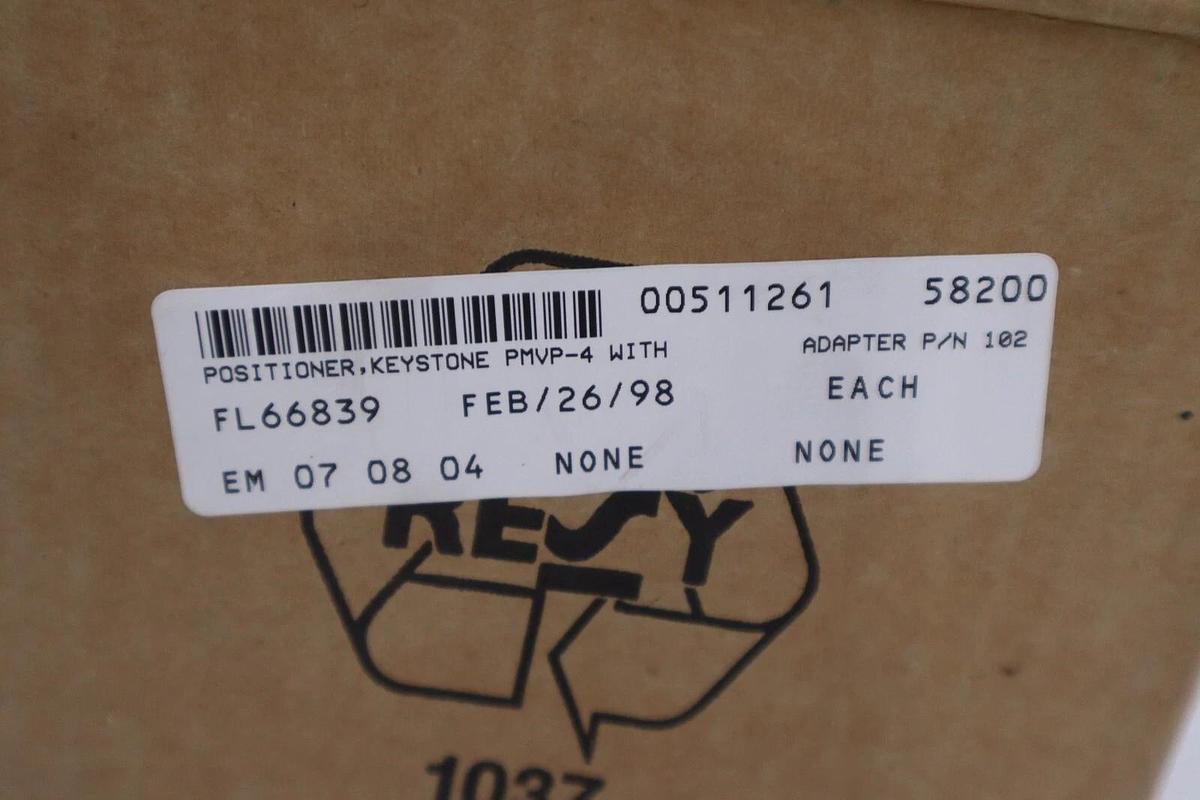 00511261 58200
POSITIONER,KEYSTONE PMVP-4 WITH ADAPTER P/N 102
FL66839 FEB/26/98 EACH
EM 07 08 04 NONE NONE
RESY
1037